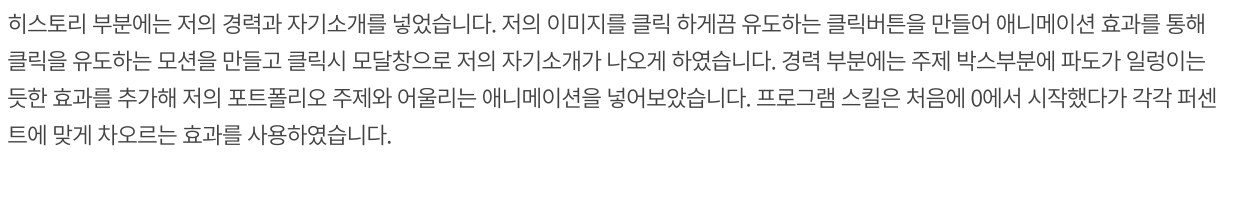 히스토리 부분에는 저의 경력과 자기소개를 넣었습니다. 저의 이미지를 클릭 하게끔 유도하는 클릭버튼을 만들어 애니메이션 효과를 통해
클릭을 유도하는 모션을 만들고 클릭시 모달창으로 저의 자기소개가 나오게 하였습니다. 경력 부분에는 주제 박스부분에 파도가 일렁이는
듯한 효과를 추가해 저의 포트폴리오 주제와 어울리는 애니메이션을 넣어보았습니다. 프로그램 스킬은 처음에 0에서 시작했다가 각각 퍼센
트에 맞게 차오르는 효과를 사용하였습니다.